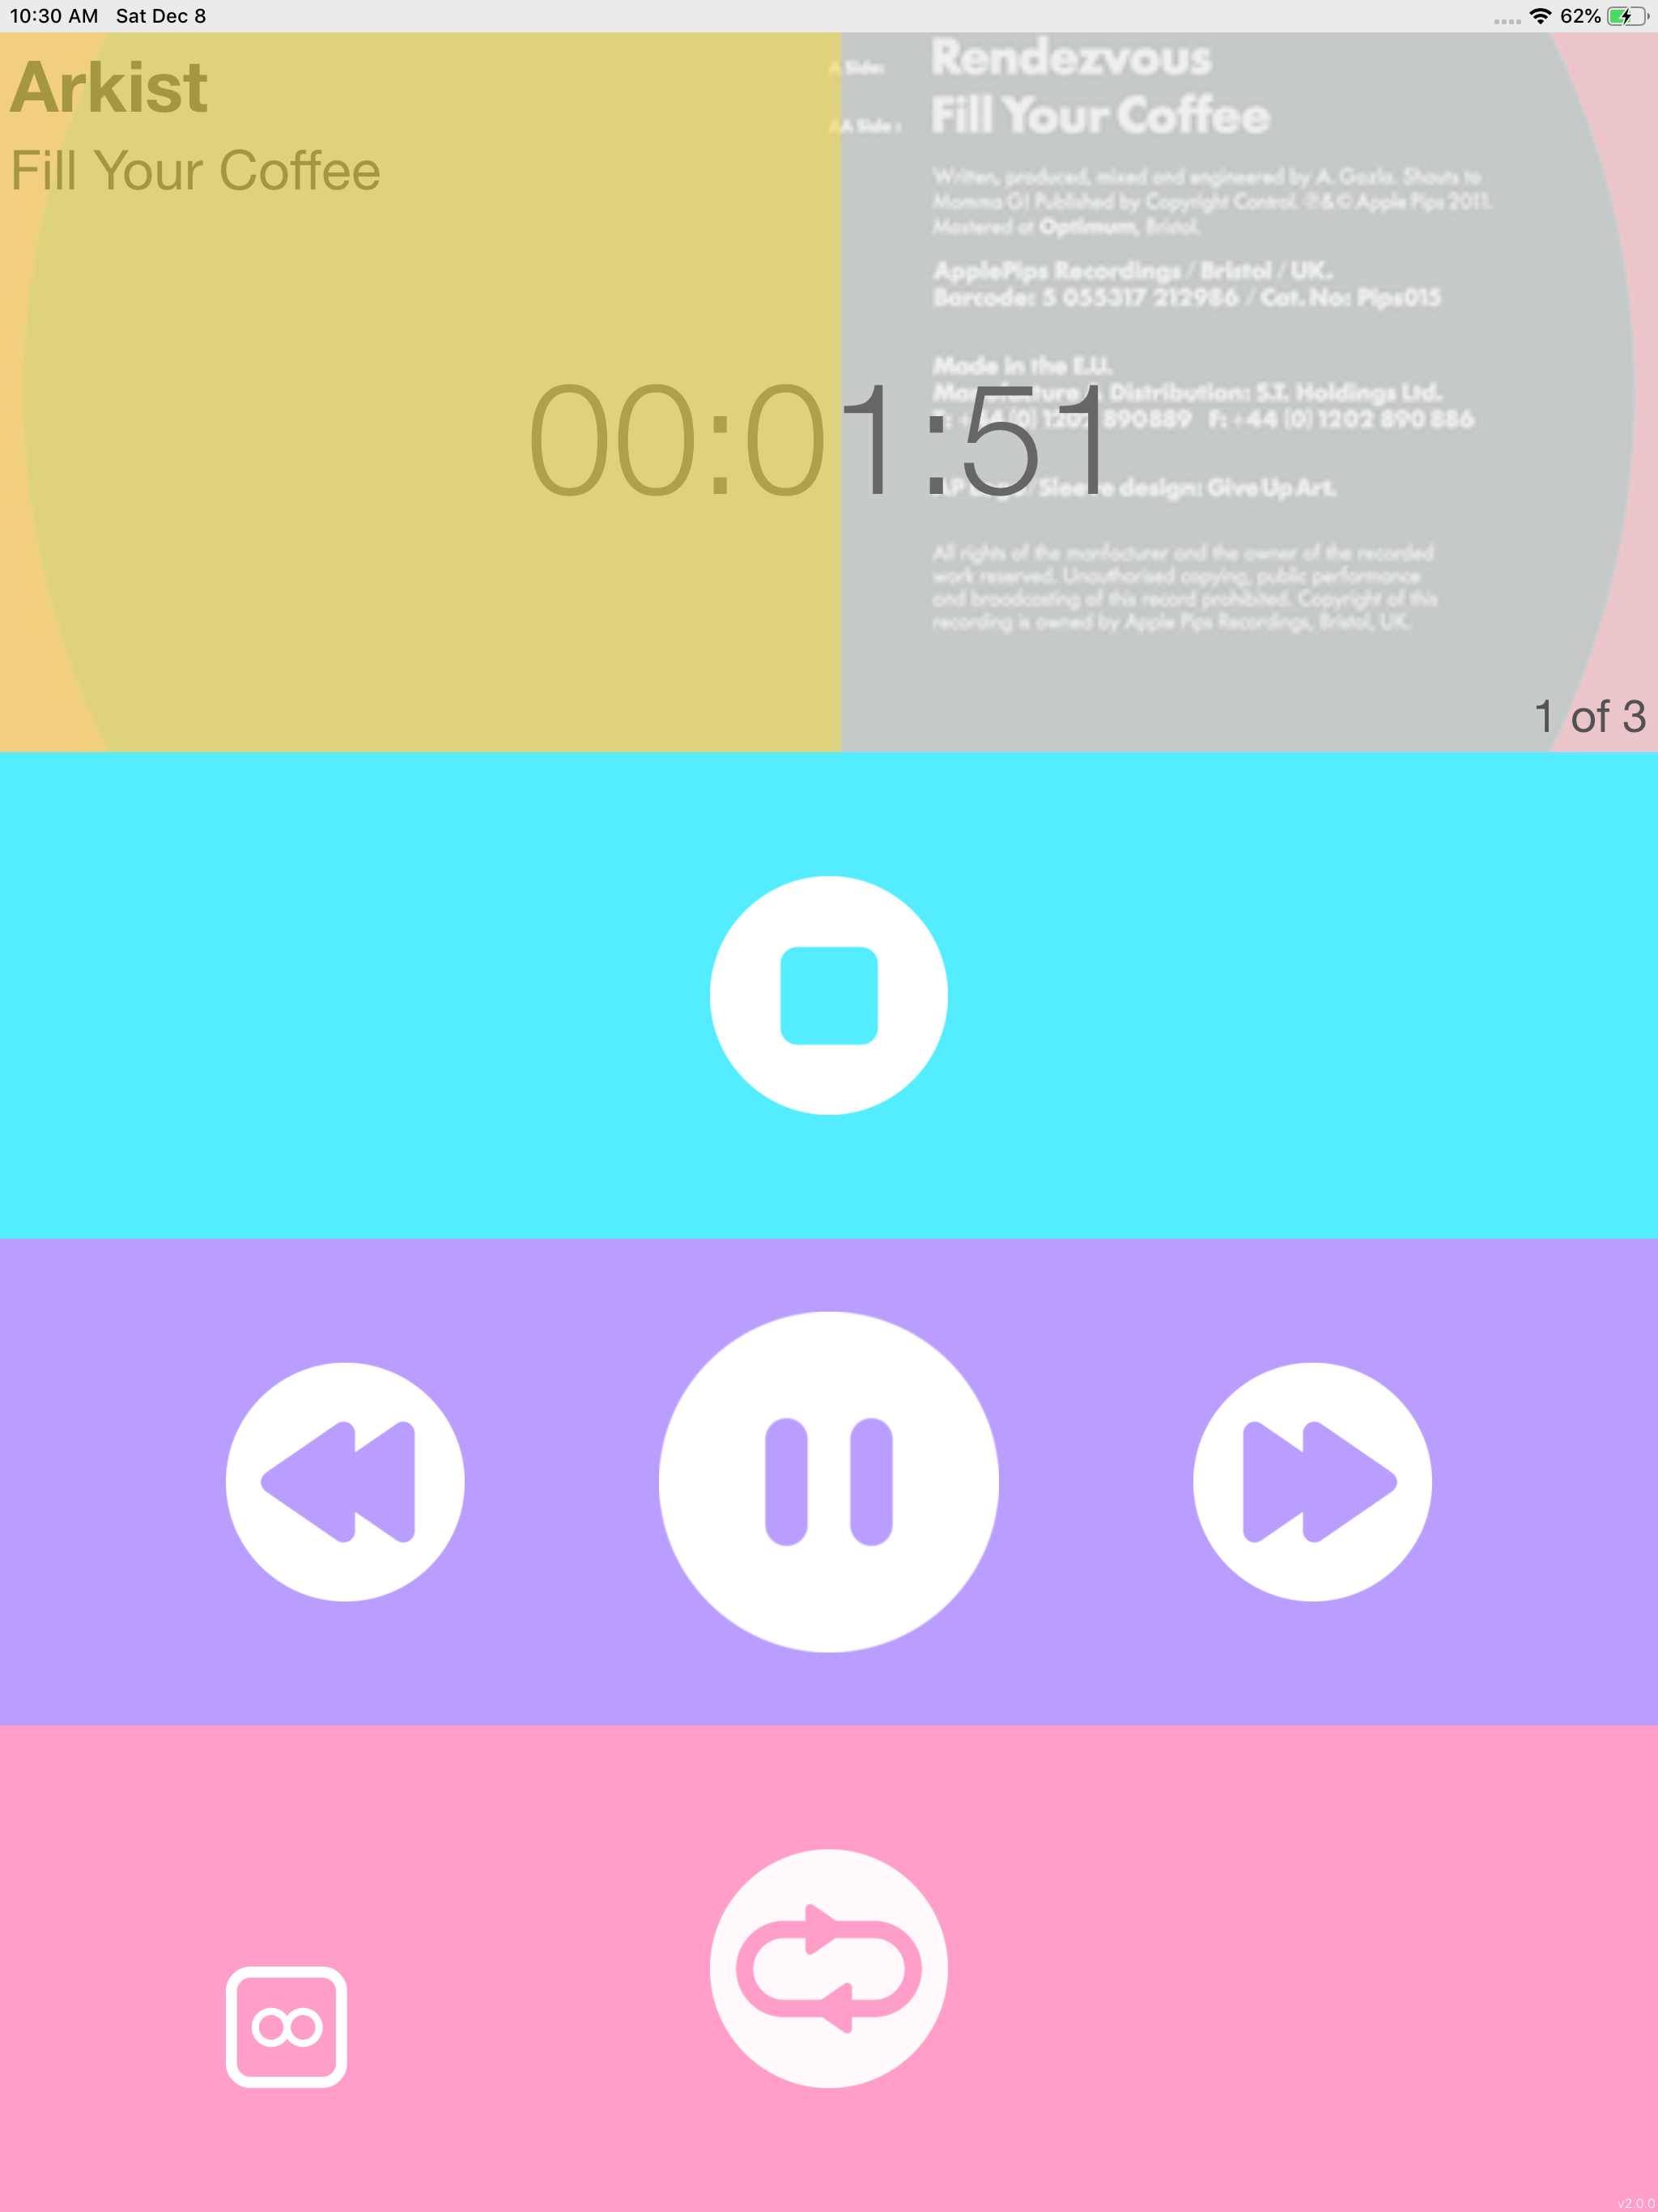 10:30 AM Sat Dec 8
62%
Arkist
Fill Your Coffee
A Side: Rendezvous
AA Side : Fill Your Coffee
Written, produced, mixed and engineered by A. Gazla. Shouts to
Momma G! Published by Copyright Control. ℗&© Apple Pips 2011.
Mastered at Optimum, Bristol.
ApplePips Recordings / Bristol / UK.
Barcode: 5 055317 212986 / Cat. No: Pips015
Made in the E.U.
Manufacture & Distribution: S.T. Holdings Ltd.
T: +44 (0) 1202 890889 F: +44 (0) 1202 890 886
00:01:51
AP Logo / Sleeve design: Give Up Art.
All rights of the manfacturer and the owner of the recorded
work reserved. Unauthorised copying, public performance
and broadcasting of this record prohibited. Copyright of this
recording is owned by Apple Pips Recordings, Bristol, UK.
1 of 3
v2.0.0